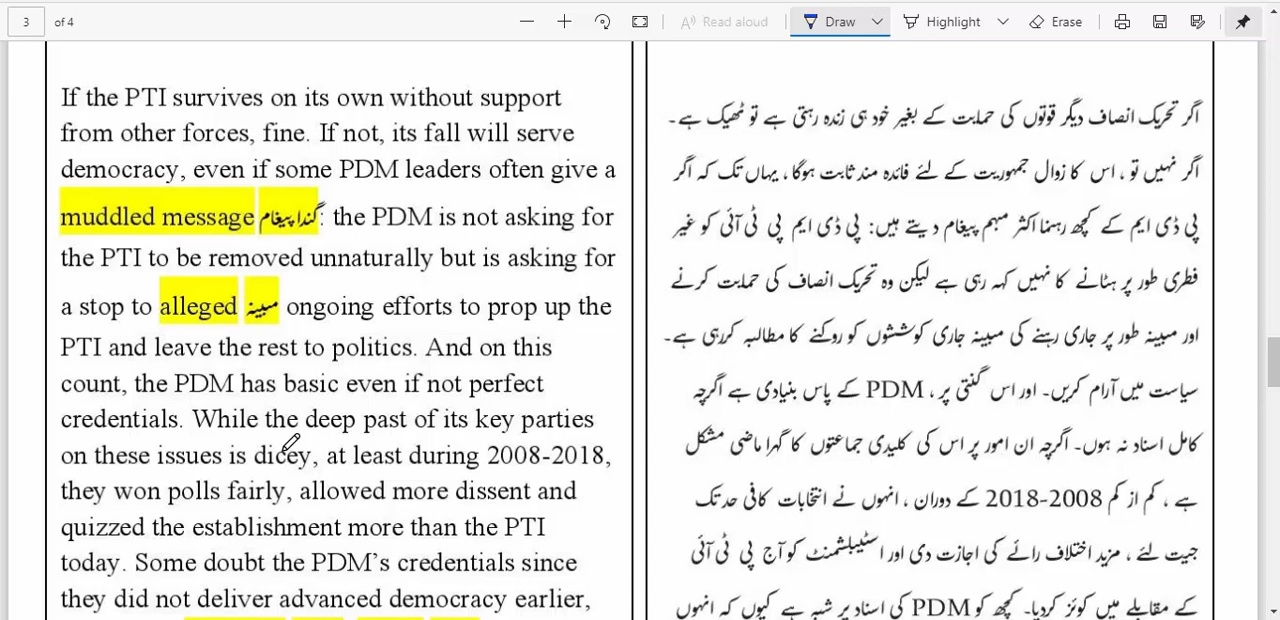 3 of 4
Read aloud
Draw
Highlight
Erase
If the PTI survives on its own without support
from other forces, fine. If not, its fall will serve
democracy, even if some PDM leaders often give a
muddled message گندا پیغام: the PDM is not asking for
the PTI to be removed unnaturally but is asking for
a stop to alleged مبینہ ongoing efforts to prop up the
PTI and leave the rest to politics. And on this
count, the PDM has basic even if not perfect
credentials. While the deep past of its key parties
on these issues is dicey, at least during 2008-2018,
they won polls fairly, allowed more dissent and
quizzed the establishment more than the PTI
today. Some doubt the PDM’s credentials since
they did not deliver advanced democracy earlier,
اگر تحریک انصاف دیگر قوتوں کی حمایت کے بغیر خود ہی زندہ رہتی ہے تو ٹھیک ہے۔
اگر نہیں تو ، اس کا زوال جمہوریت کے لئے فائدہ مند ثابت ہوگا، یہاں تک کہ اگر
پی ڈی ایم کے کچھ رہنما اکثر مبہم پیغام دیتے ہیں: پی ڈی ایم پی ٹی آئی کو غیر
فطری طور پر ہٹانے کا نہیں کہہ رہی ہے لیکن وہ تحریک انصاف کی حمایت کرنے
اور مبینہ طور پر جاری رہنے کی مبینہ جاری کوششوں کو روکنے کا مطالبہ کررہی ہے۔
سیاست میں آرام کریں۔ اور اس گنتی پر ، PDM کے پاس بنیادی ہے اگرچہ
کامل اسناد نہ ہوں۔ اگرچہ ان امور پر اس کی کلیدی جماعتوں کا گہرا ماضی مشکل
ہے ، کم از کم 2008-2018 کے دوران ، انہوں نے انتخابات کافی حد تک
جیت لئے ، مزید اختلاف رائے کی اجازت دی اور اسٹیبلشمنٹ کو آج پی ٹی آئی
کے مقابلے میں کوئز کردیا۔ کچھ کو PDM کی اسناد پر شبہ ہے کیوں کہ انہوں